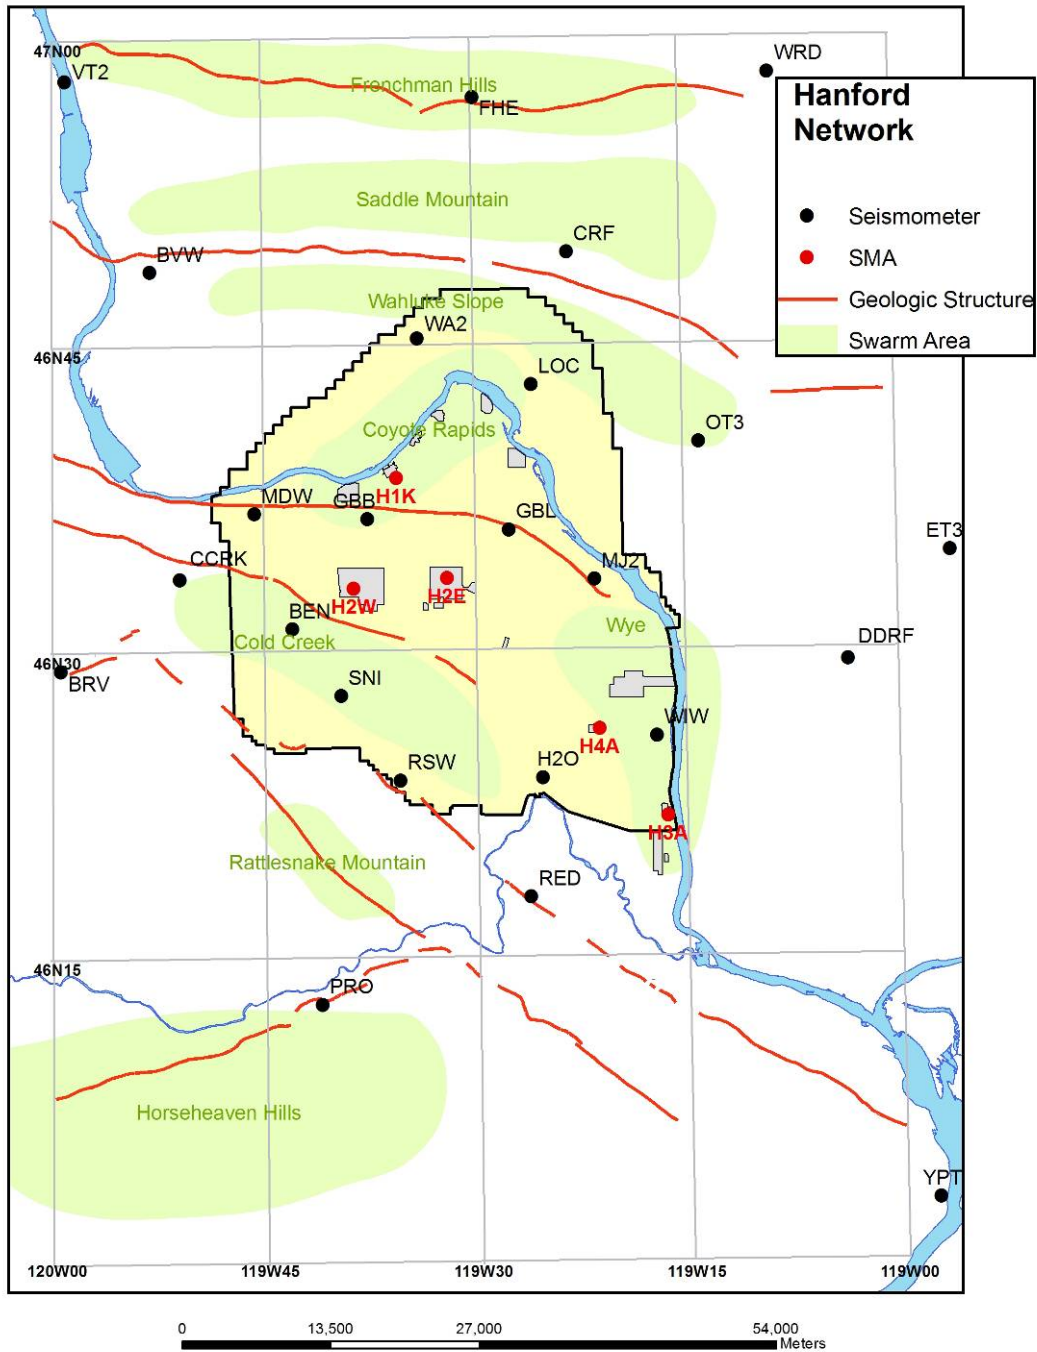 47N00
VT2
Frenchman Hills
FHE
WRD
Hanford
Network
Saddle Mountain
Seismometer
CRF
BVW
SMA
Wahluke Slope
Geologic Structure
WA2
Swarm Area
46N45
LOC
OT3
Coyote Rapids
MDW
GBB
H1K
GBL
ET3
CCRK
MJ2
H2W
H2E
BEN
Wye
Cold Creek
DDRF
46N30
BRV
SNI
WIW
H4A
RSW
H2O
H3A
Rattlesnake Mountain
RED
46N15
PRO
Horseheaven Hills
YPT
120W00
119W45
119W30
119W15
119W00
0
13,500
27,000
54,000
Meters